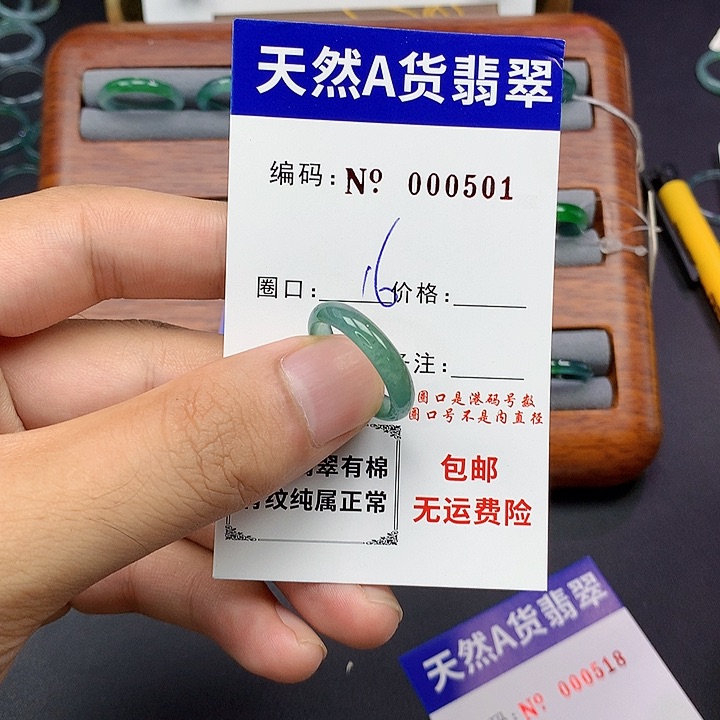 天然A货翡翠
编码: Nº 000501
圈口: 16 价格:
注:
圈口是港码号数
圈口号不是内直径
翠有棉
纹纯属正常
包邮
无运费险
天然A货翡翠
Nº 000518